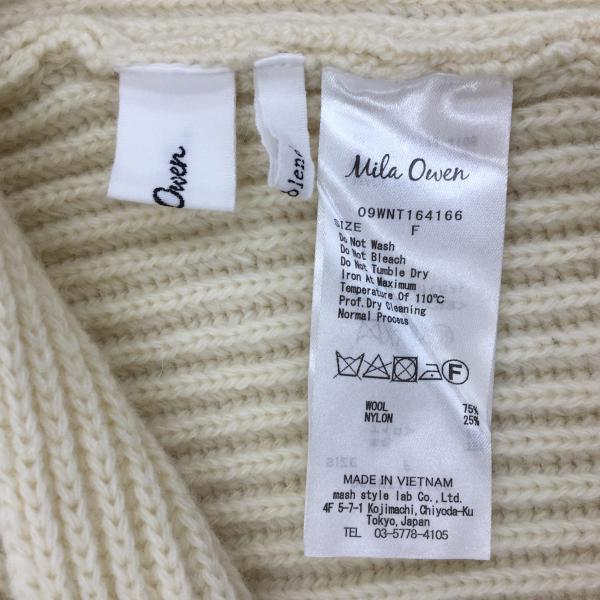 Owen
blend
Mila Owen
09WNT164166
SIZE F
Do Not Wash
Do Not Bleach
Do Not Tumble Dry
Iron At Maximum
Temperature Of 110℃
Prof.Dry Cleaning
Normal Process
F
WOOL 75%
NYLON 25%
MADE IN VIETNAM
mash style lab Co.,Ltd.
4F 5-7-1 Kojimachi,Chiyoda-Ku
Tokyo,Japan
TEL 03-5778-4105